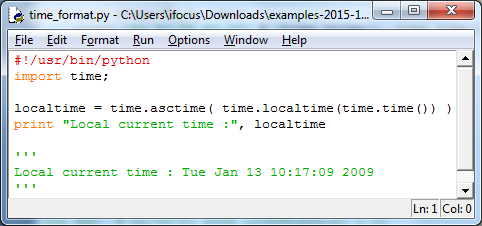 time_format.py - C:\Users\ifocus\Downloads\examples-2015-1...
File Edit Format Run Options Window Help
#!/usr/bin/python
import time;
localtime = time.asctime( time.localtime(time.time()) )
print "Local current time :", localtime
'''
Local current time : Tue Jan 13 10:17:09 2009
'''
Ln: 1 Col: 0